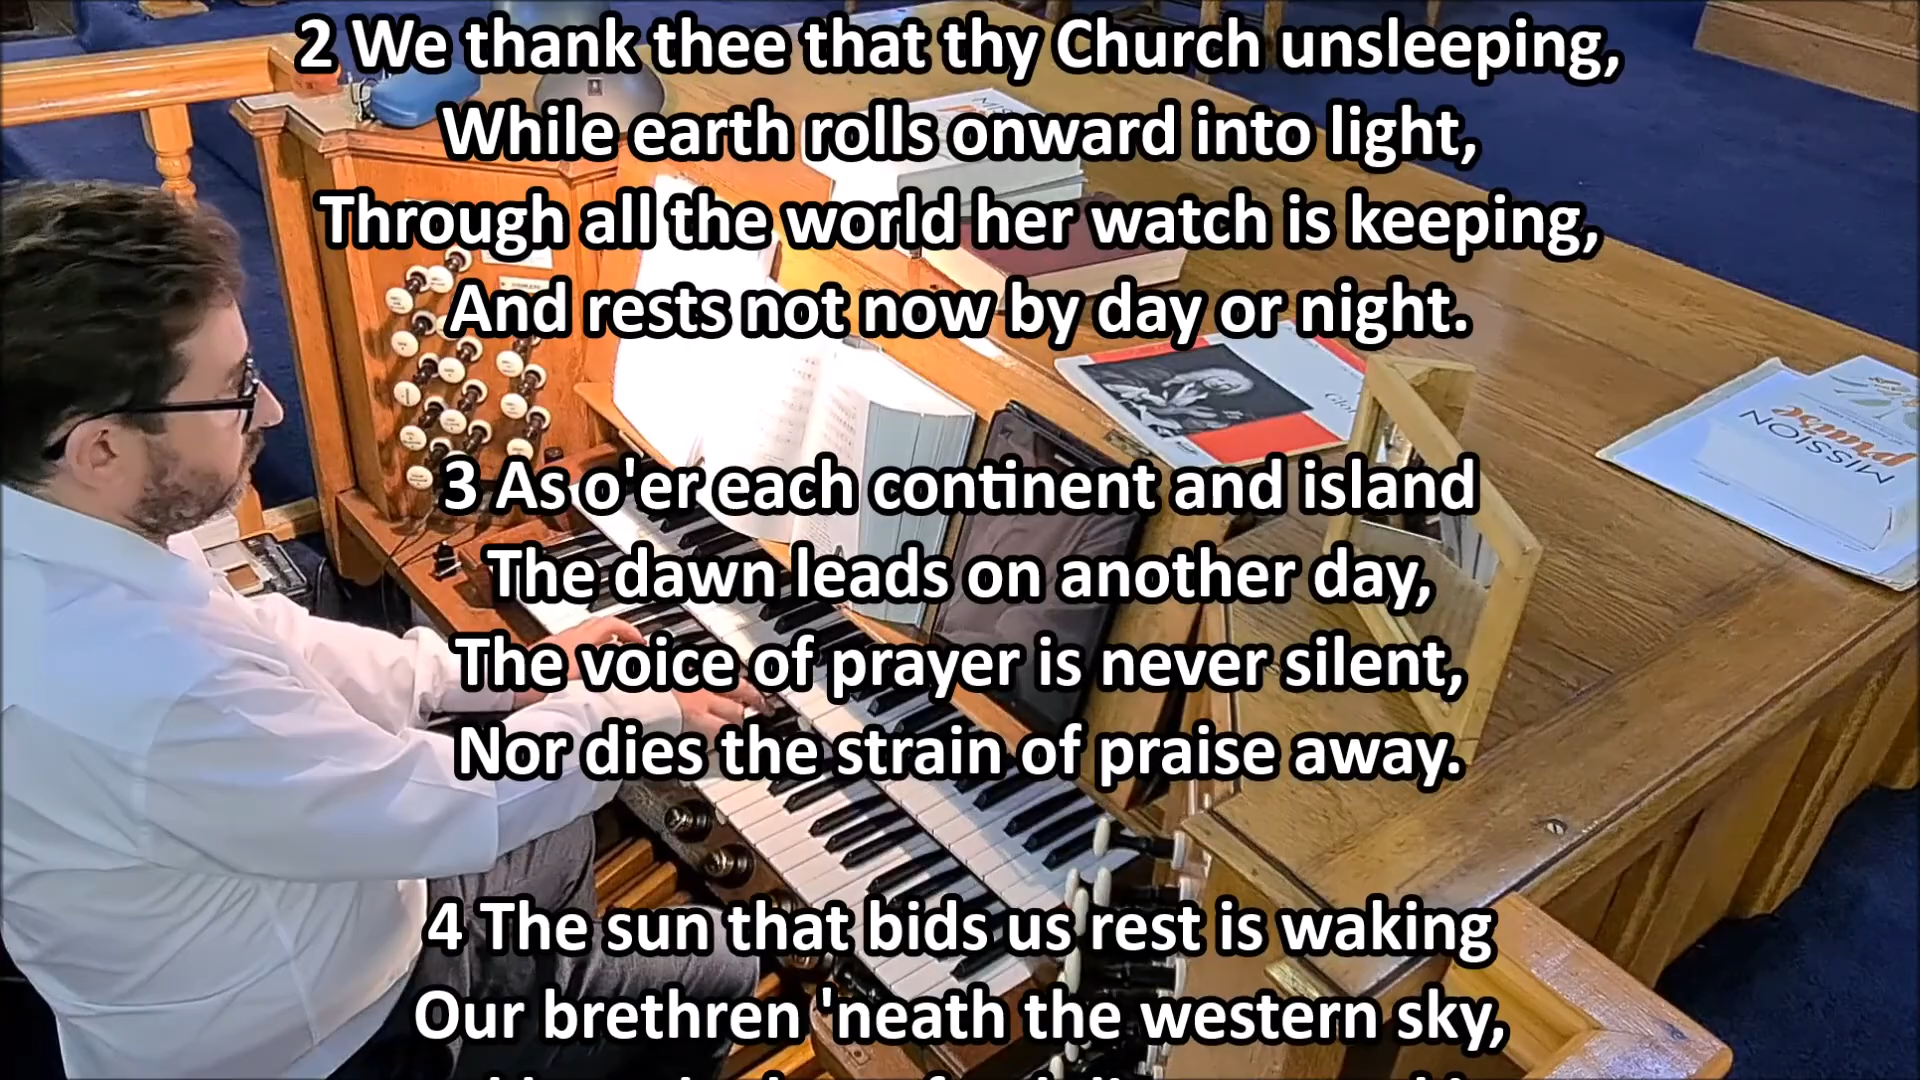 2 We thank thee that thy Church unsleeping,
While earth rolls onward into light,
Through all the world her watch is keeping,
And rests not now by day or night.
3 As o'er each continent and island
The dawn leads on another day,
The voice of prayer is never silent,
Nor dies the strain of praise away.
4 The sun that bids us rest is waking
Our brethren 'neath the western sky,
MISSION
praise